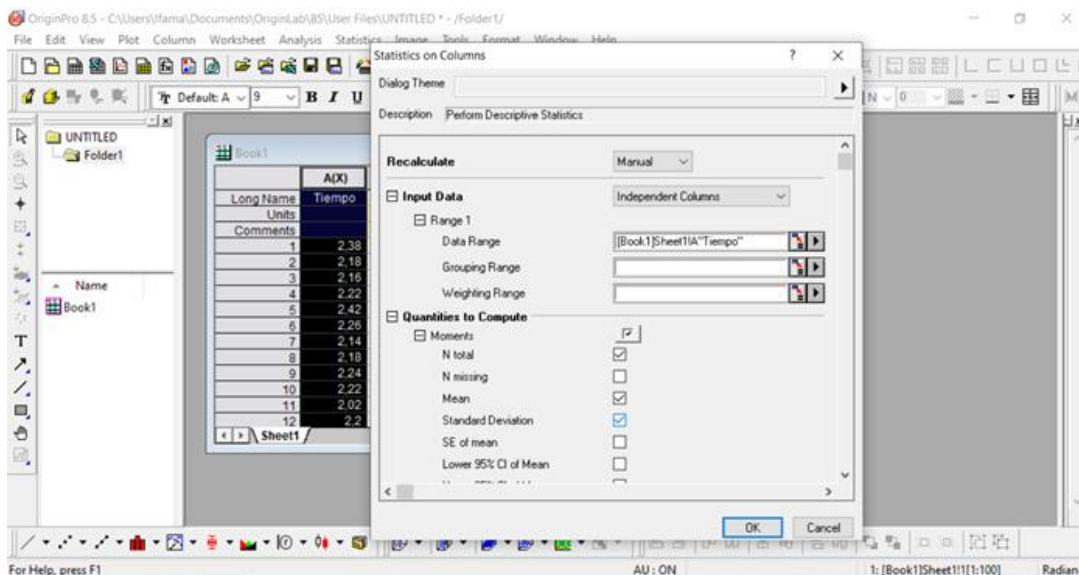 OriginPro 8.5 - C:\Users\lfama\Documents\OriginLab\85\User Files\UNTITLED * - /Folder1/
File Edit View Plot Column Worksheet Analysis Statistics Image Tools Format Window Help
Default: A 9 B I U
N 0
UNTITLED
Folder1
Name
Book1
Book1
A(X)
Long Name Tiempo
Units
Comments
1 2,38
2 2,18
3 2,16
4 2,22
5 2,42
6 2,26
7 2,14
8 2,18
9 2,24
10 2,22
11 2,02
12 2,2
Sheet1
Statistics on Columns ? X
Dialog Theme
Description Perform Descriptive Statistics
Recalculate Manual
Input Data Independent Columns
Range 1
Data Range [Book1]Sheet1!A"Tiempo"
Grouping Range
Weighting Range
Quantities to Compute
Moments
N total
N missing
Mean
Standard Deviation
SE of mean
Lower 95% CI of Mean
OK Cancel
For Help, press F1 AU : ON 1: [Book1]Sheet1!1[1:100] Radian